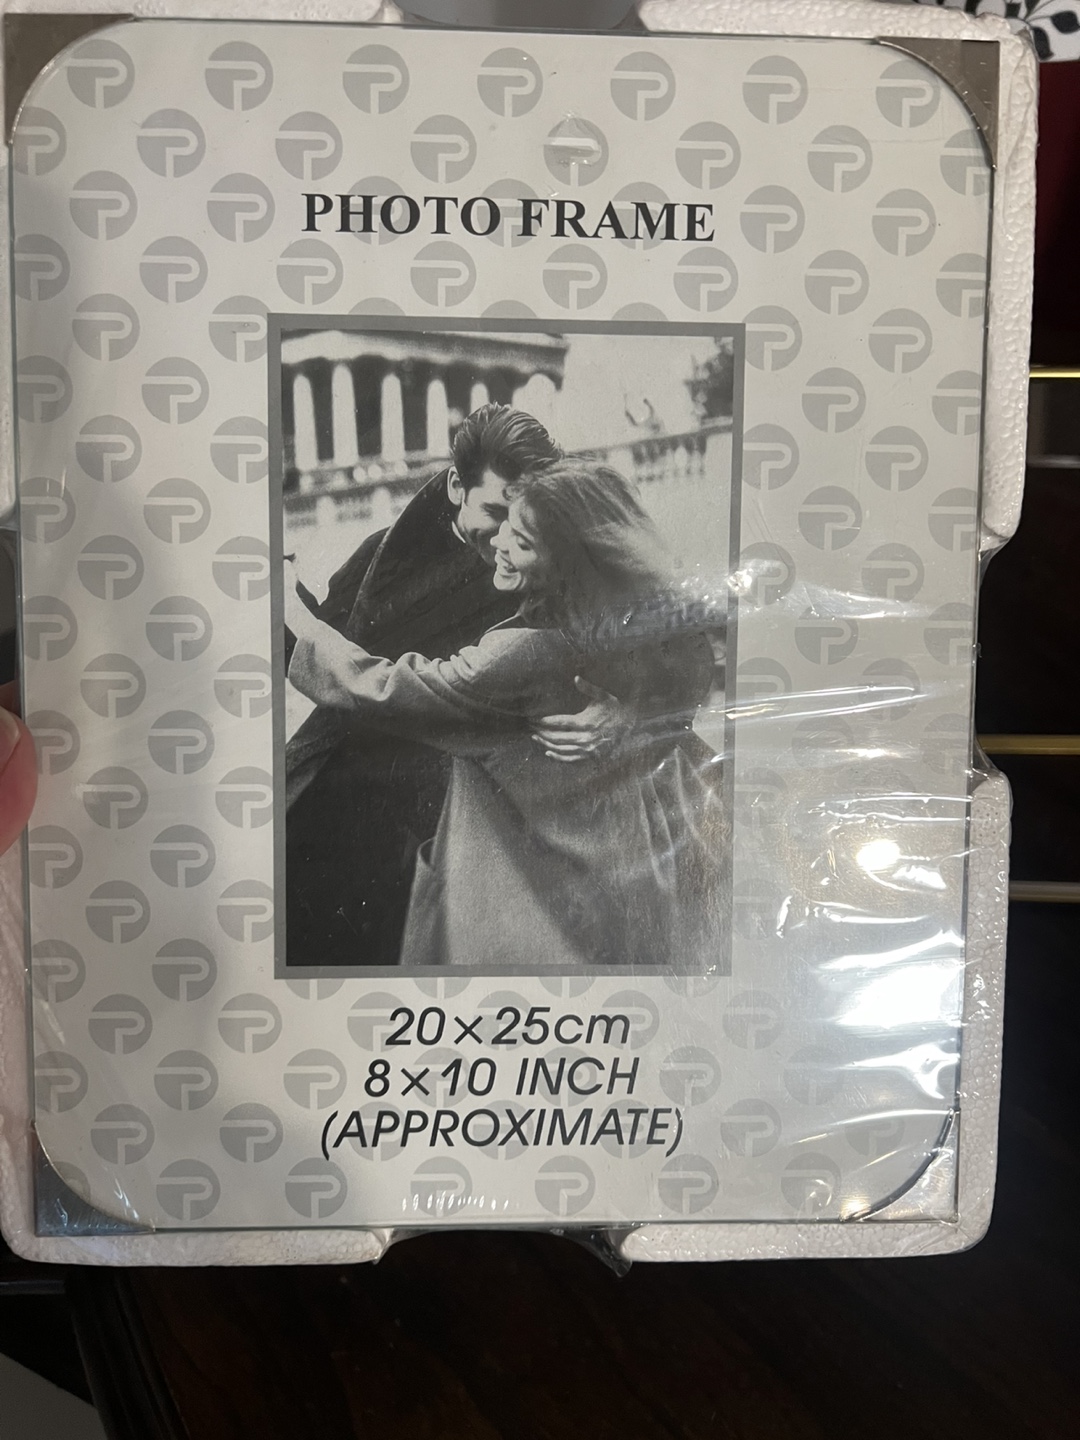 PHOTO FRAME
20×25cm
8×10 INCH
(APPROXIMATE)